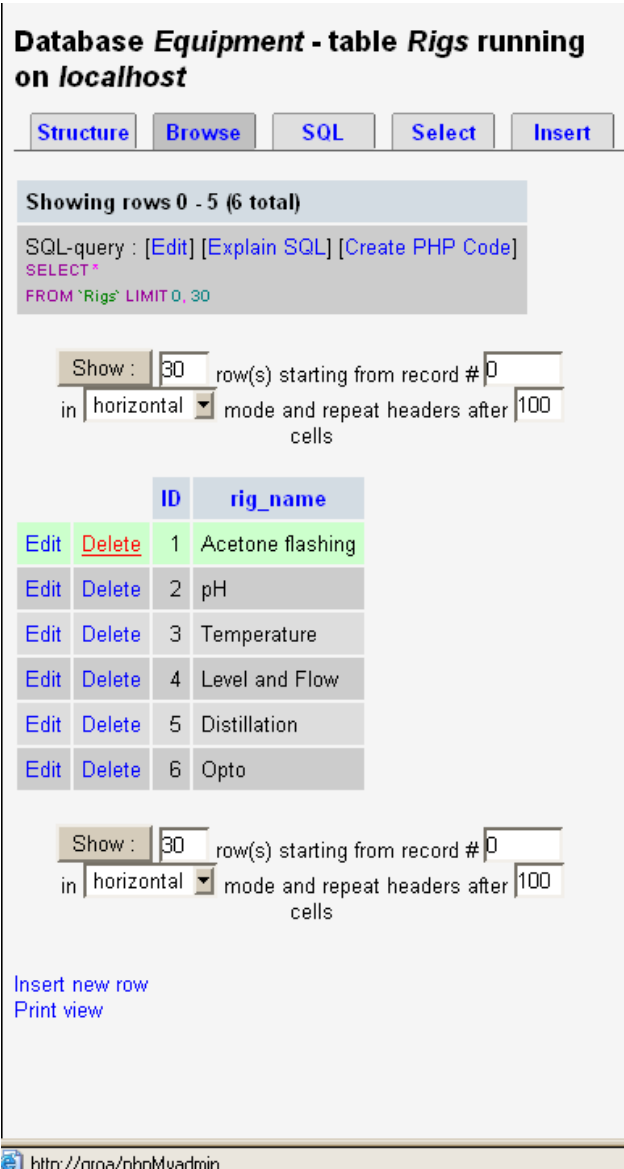 Database Equipment - table Rigs running
on localhost
Structure Browse SQL Select Insert
Showing rows 0 - 5 (6 total)
SQL-query : [Edit] [Explain SQL] [Create PHP Code]
SELECT *
FROM `Rigs` LIMIT 0, 30
Show : 30 row(s) starting from record # 0
in horizontal mode and repeat headers after 100
cells
ID rig_name
Edit Delete 1 Acetone flashing
Edit Delete 2 pH
Edit Delete 3 Temperature
Edit Delete 4 Level and Flow
Edit Delete 5 Distillation
Edit Delete 6 Opto
Show : 30 row(s) starting from record # 0
in horizontal mode and repeat headers after 100
cells
Insert new row
Print view
http://groa/phpMyadmin